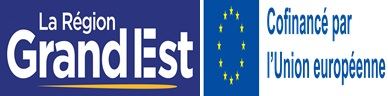 La Région
Grand Est
Cofinancé par
l'Union européenne